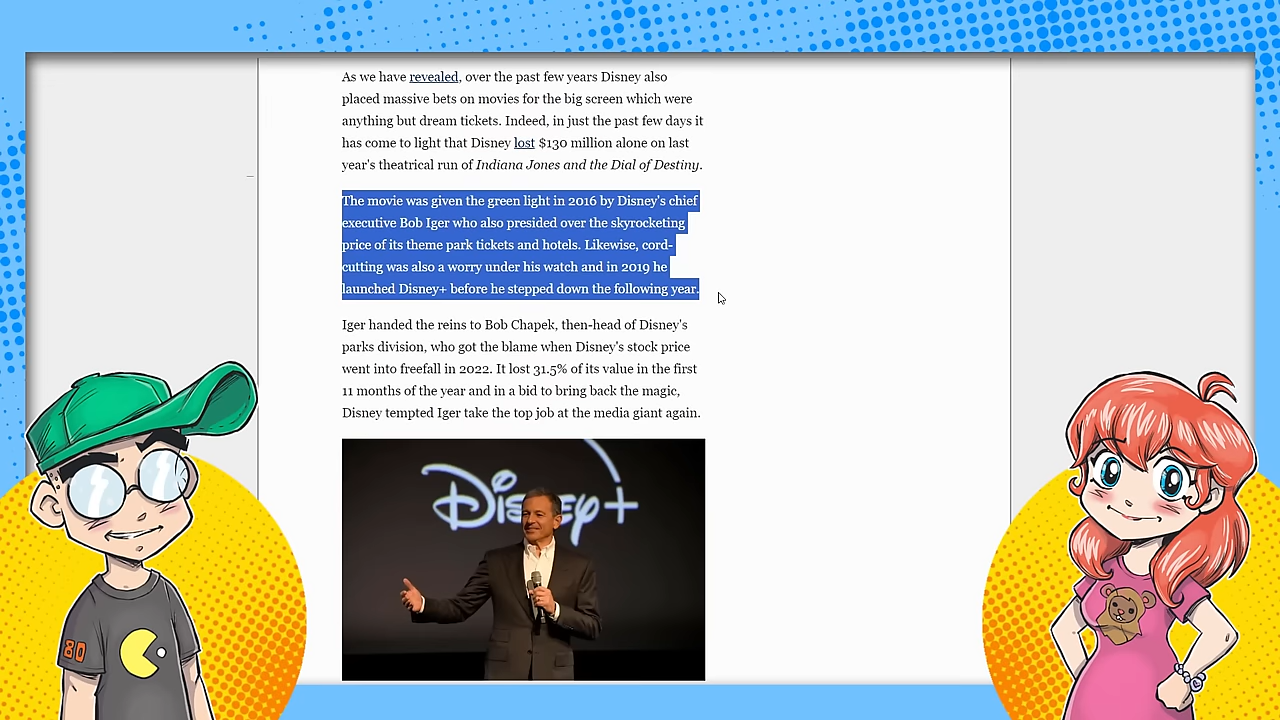 As we have revealed, over the past few years Disney also
placed massive bets on movies for the big screen which were
anything but dream tickets. Indeed, in just the past few days it
has come to light that Disney lost $130 million alone on last
year's theatrical run of Indiana Jones and the Dial of Destiny.
The movie was given the green light in 2016 by Disney's chief
executive Bob Iger who also presided over the skyrocketing
price of its theme park tickets and hotels. Likewise, cord-
cutting was also a worry under his watch and in 2019 he
launched Disney+ before he stepped down the following year.
Iger handed the reins to Bob Chapek, then-head of Disney's
parks division, who got the blame when Disney's stock price
went into freefall in 2022. It lost 31.5% of its value in the first
11 months of the year and in a bid to bring back the magic,
Disney tempted Iger take the top job at the media giant again.
Disney+
80